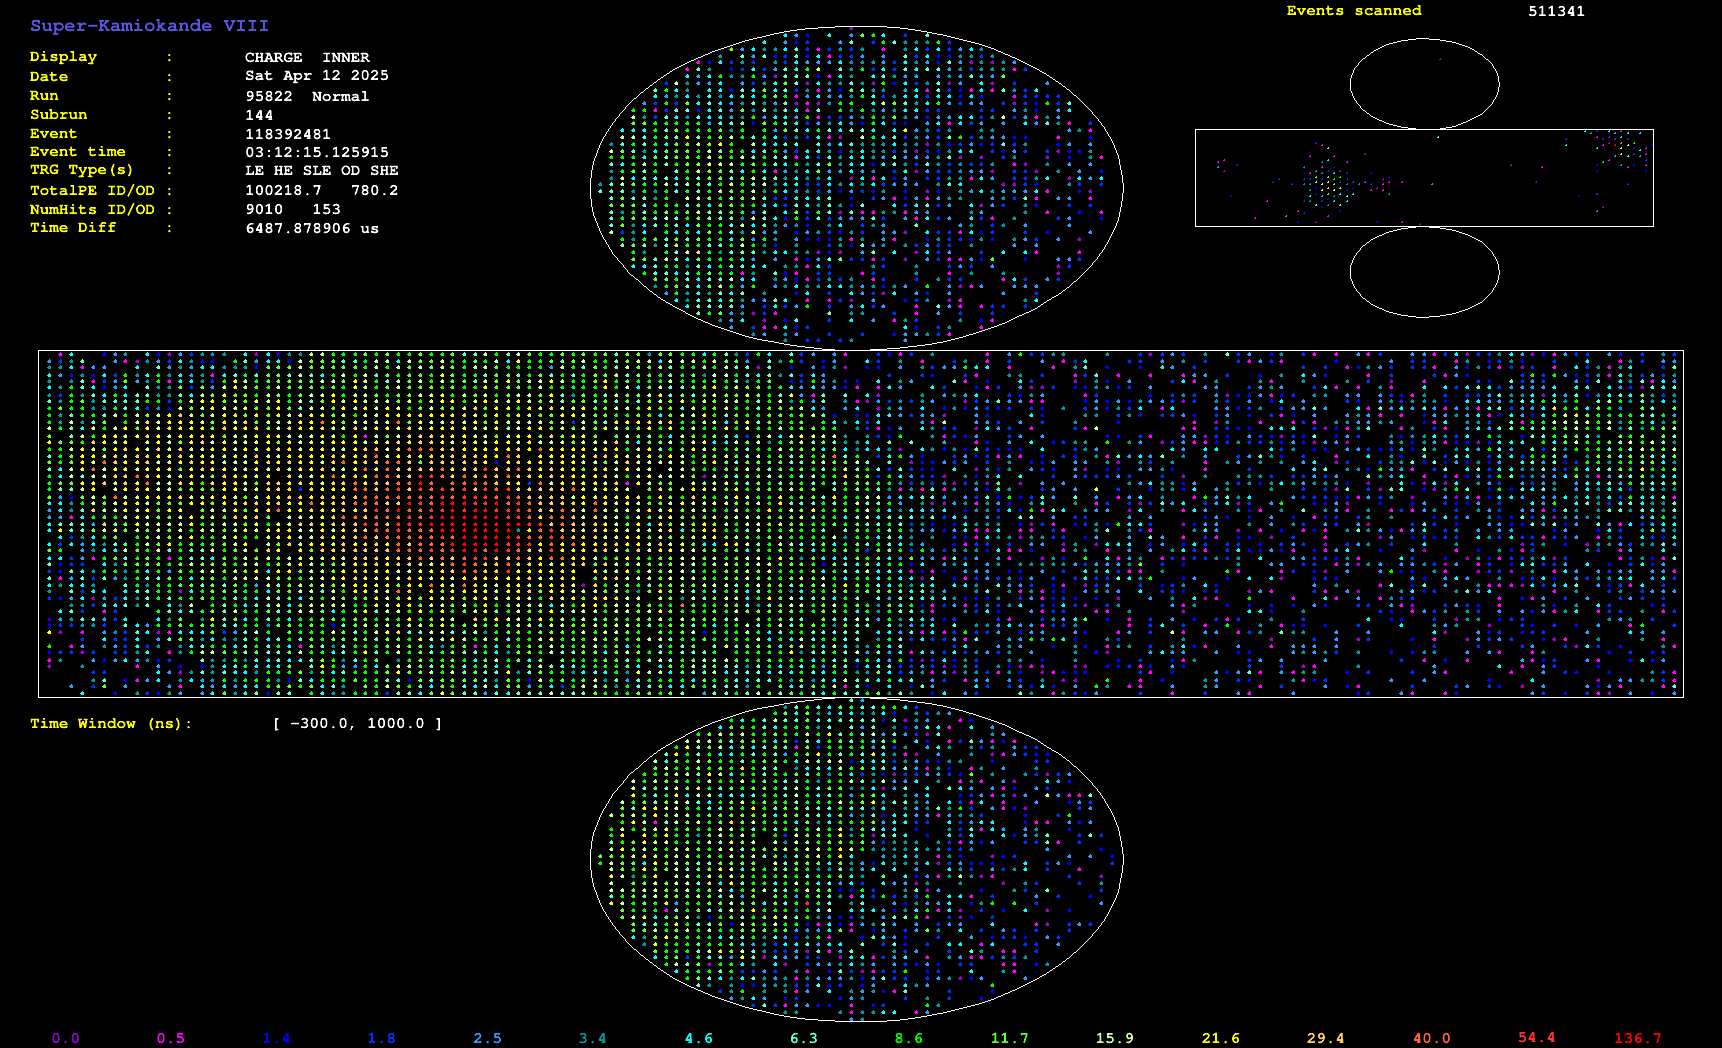 Super-Kamiokande VIII
Events scanned 511341
Display : CHARGE INNER
Date : Sat Apr 12 2025
Run : 95822 Normal
Subrun : 144
Event : 118392481
Event time : 03:12:15.125915
TRG Type(s) : LE HE SLE OD SHE
TotalPE ID/OD : 100218.7 780.2
NumHits ID/OD : 9010 153
Time Diff : 6487.878906 us
Time Window (ns): [ -300.0, 1000.0 ]
0.0 0.5 1.4 1.8 2.5 3.4 4.6 6.3 8.6 11.7 15.9 21.6 29.4 40.0 54.4 136.7